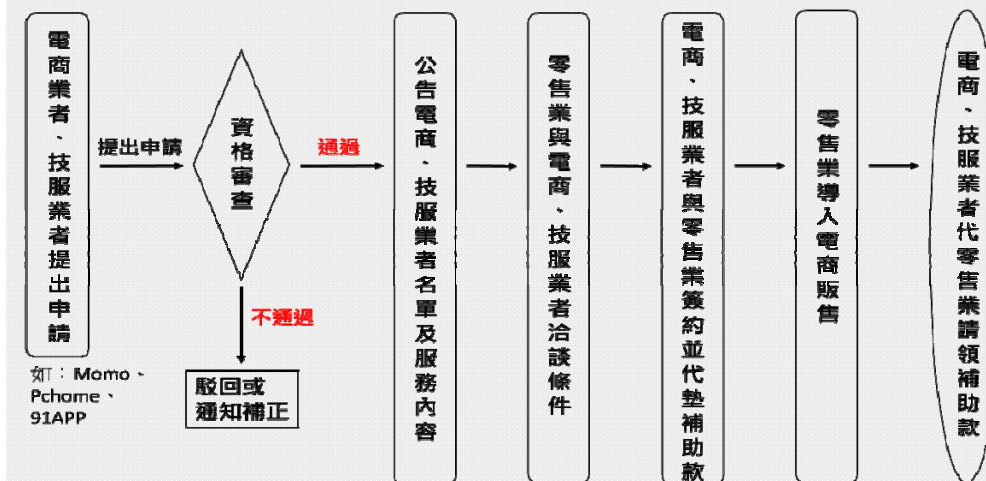 電商業者、技服業者提出申請
如：Momo、
Pchome、
91APP
提出申請
資格審查
通過
不通過
駁回或
通知補正
公告電商、技服業者名單及服務內容
零售業與電商、技服業者洽談條件
電商、技服業者與零售業簽約並代墊補助款
零售業導入電商販售
電商、技服業者代零售業請領補助款